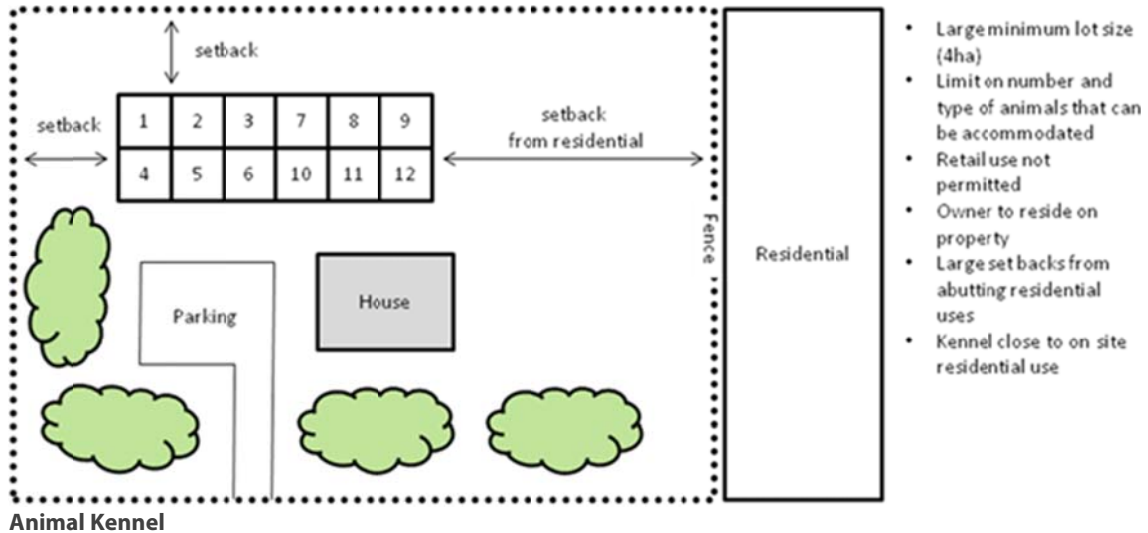 setback
setback
setback
from residential
1 2 3 7 8 9
4 5 6 10 11 12
Fence
Residential
Parking
House
• Large minimum lot size
(4ha)
• Limit on number and
type of animals that can
be accommodated
• Retail use not
permitted
• Owner to reside on
property
• Large set backs from
abutting residential
uses
• Kennel close to on site
residential use
Animal Kennel